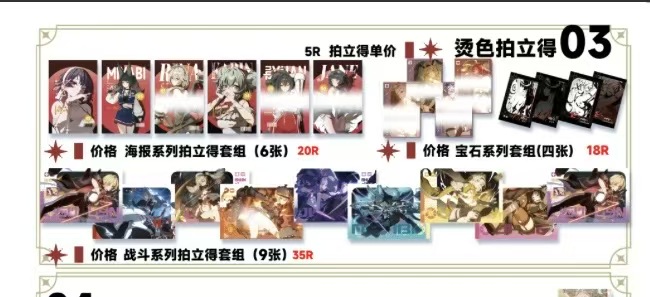 5R 拍立得单价
烫色拍立得03
MIYABI
JANE
价格 海报系列拍立得套组（6张）20R
价格 宝石系列套组(四张) 18R
价格 战斗系列拍立得套组（9张）35R